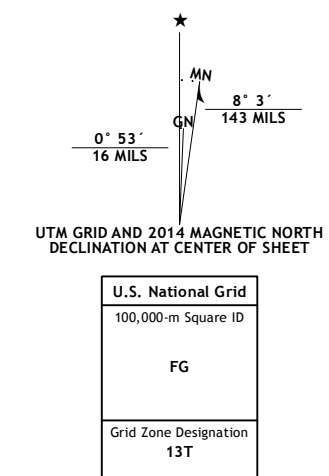 ★
MN
8° 3´
143 MILS
GN
0° 53´
16 MILS
UTM GRID AND 2014 MAGNETIC NORTH
DECLINATION AT CENTER OF SHEET
U.S. National Grid
100,000-m Square ID
FG
Grid Zone Designation
13T